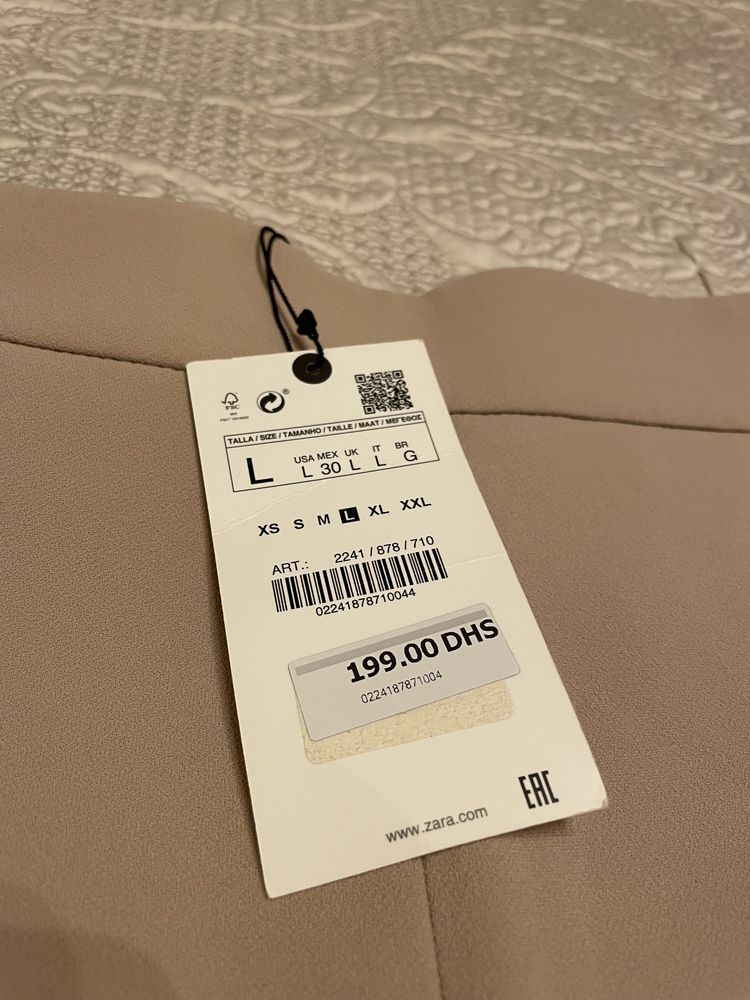 FSC
®
TALLA / SIZE / TAMANHO / TAILLE / MAAT / ΜΕΓΕΘΟΣ
L
USA MEX UK IT BR
L 30 L L G
XS S M L XL XXL
ART.: 2241 / 878 / 710
02241878710044
199.00 DHS
0224187871004
www.zara.com
EAC